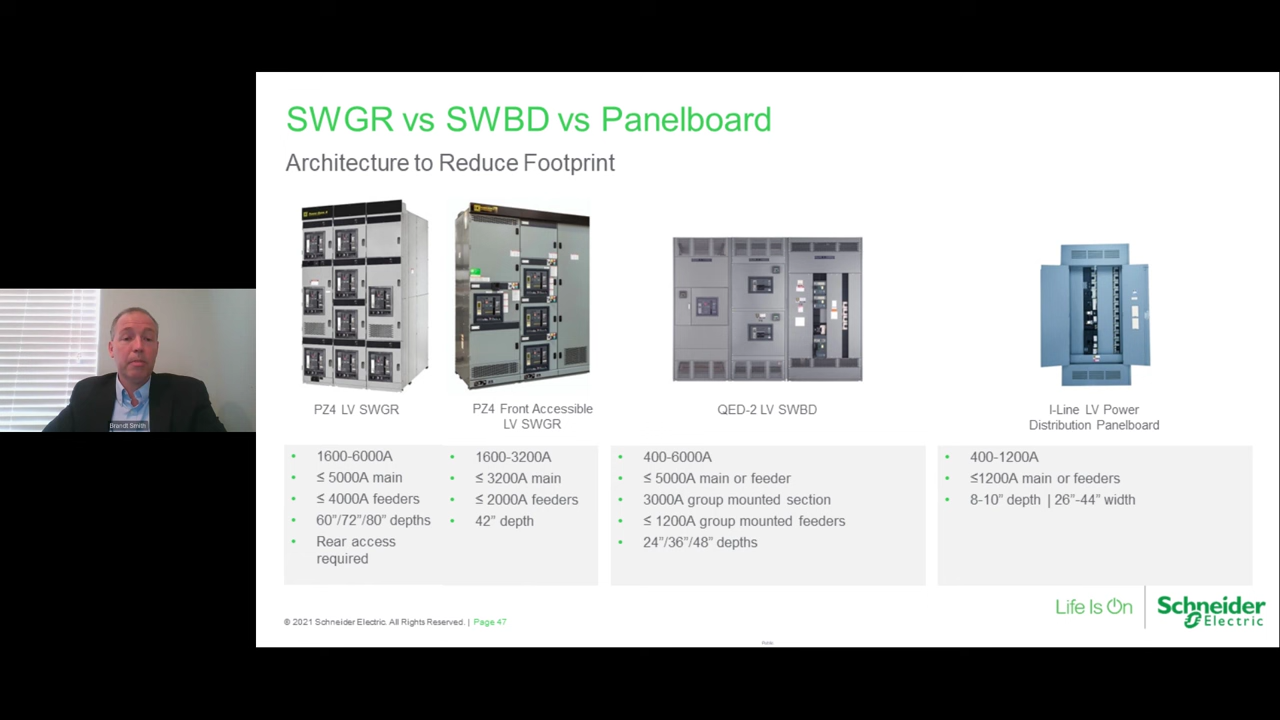 SWGR vs SWBD vs Panelboard
Architecture to Reduce Footprint
PZ4 LV SWGR
PZ4 Front Accessible
LV SWGR
QED-2 LV SWBD
I-Line LV Power
Distribution Panelboard
• 1600-6000A
• ≤ 5000A main
• ≤ 4000A feeders
• 60”/72”/80” depths
• Rear access
required
• 1600-3200A
• ≤ 3200A main
• ≤ 2000A feeders
• 42” depth
• 400-6000A
• ≤ 5000A main or feeder
• 3000A group mounted section
• ≤ 1200A group mounted feeders
• 24”/36”/48” depths
• 400-1200A
• ≤1200A main or feeders
• 8-10” depth | 26”-44” width
Brandt Smith
Life Is On
Schneider
Electric
© 2021 Schneider Electric. All Rights Reserved. | Page 47